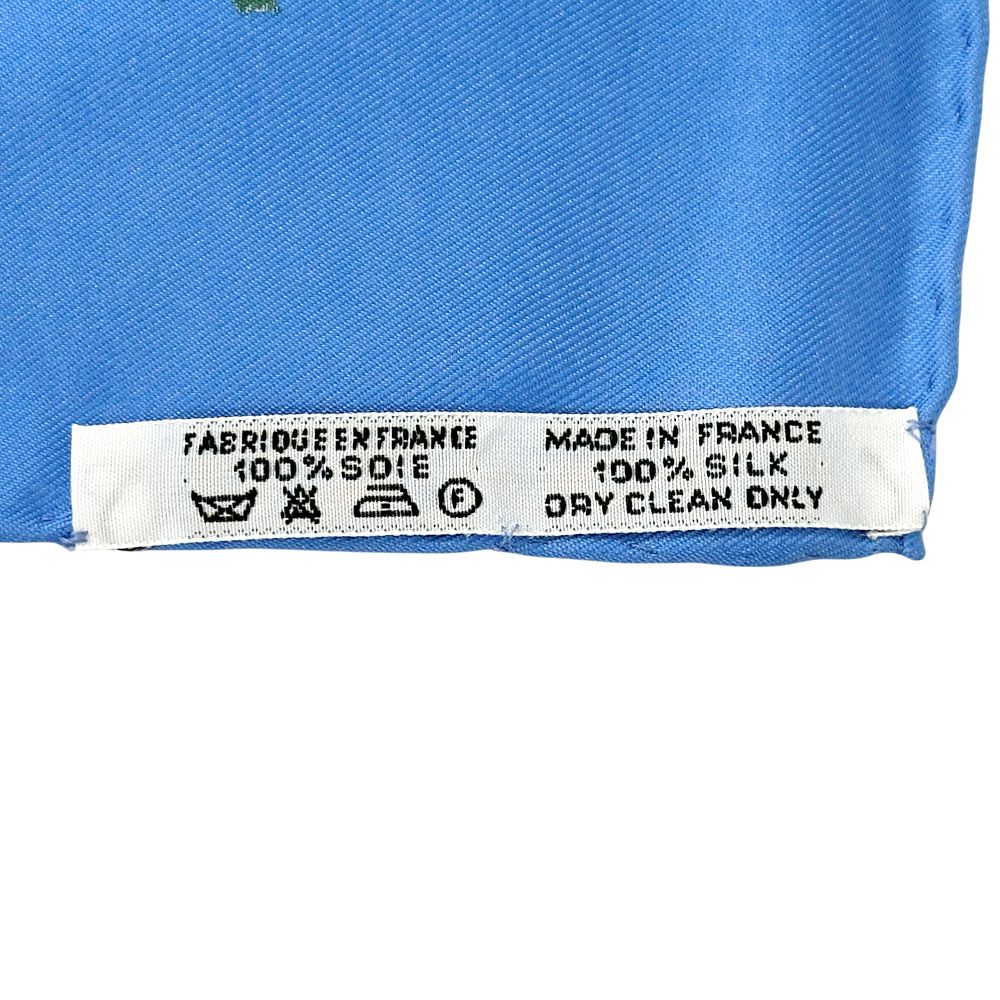 FABRIQUE EN FRANCE
100% SOIE
F
MADE IN FRANCE
100% SILK
DRY CLEAN ONLY